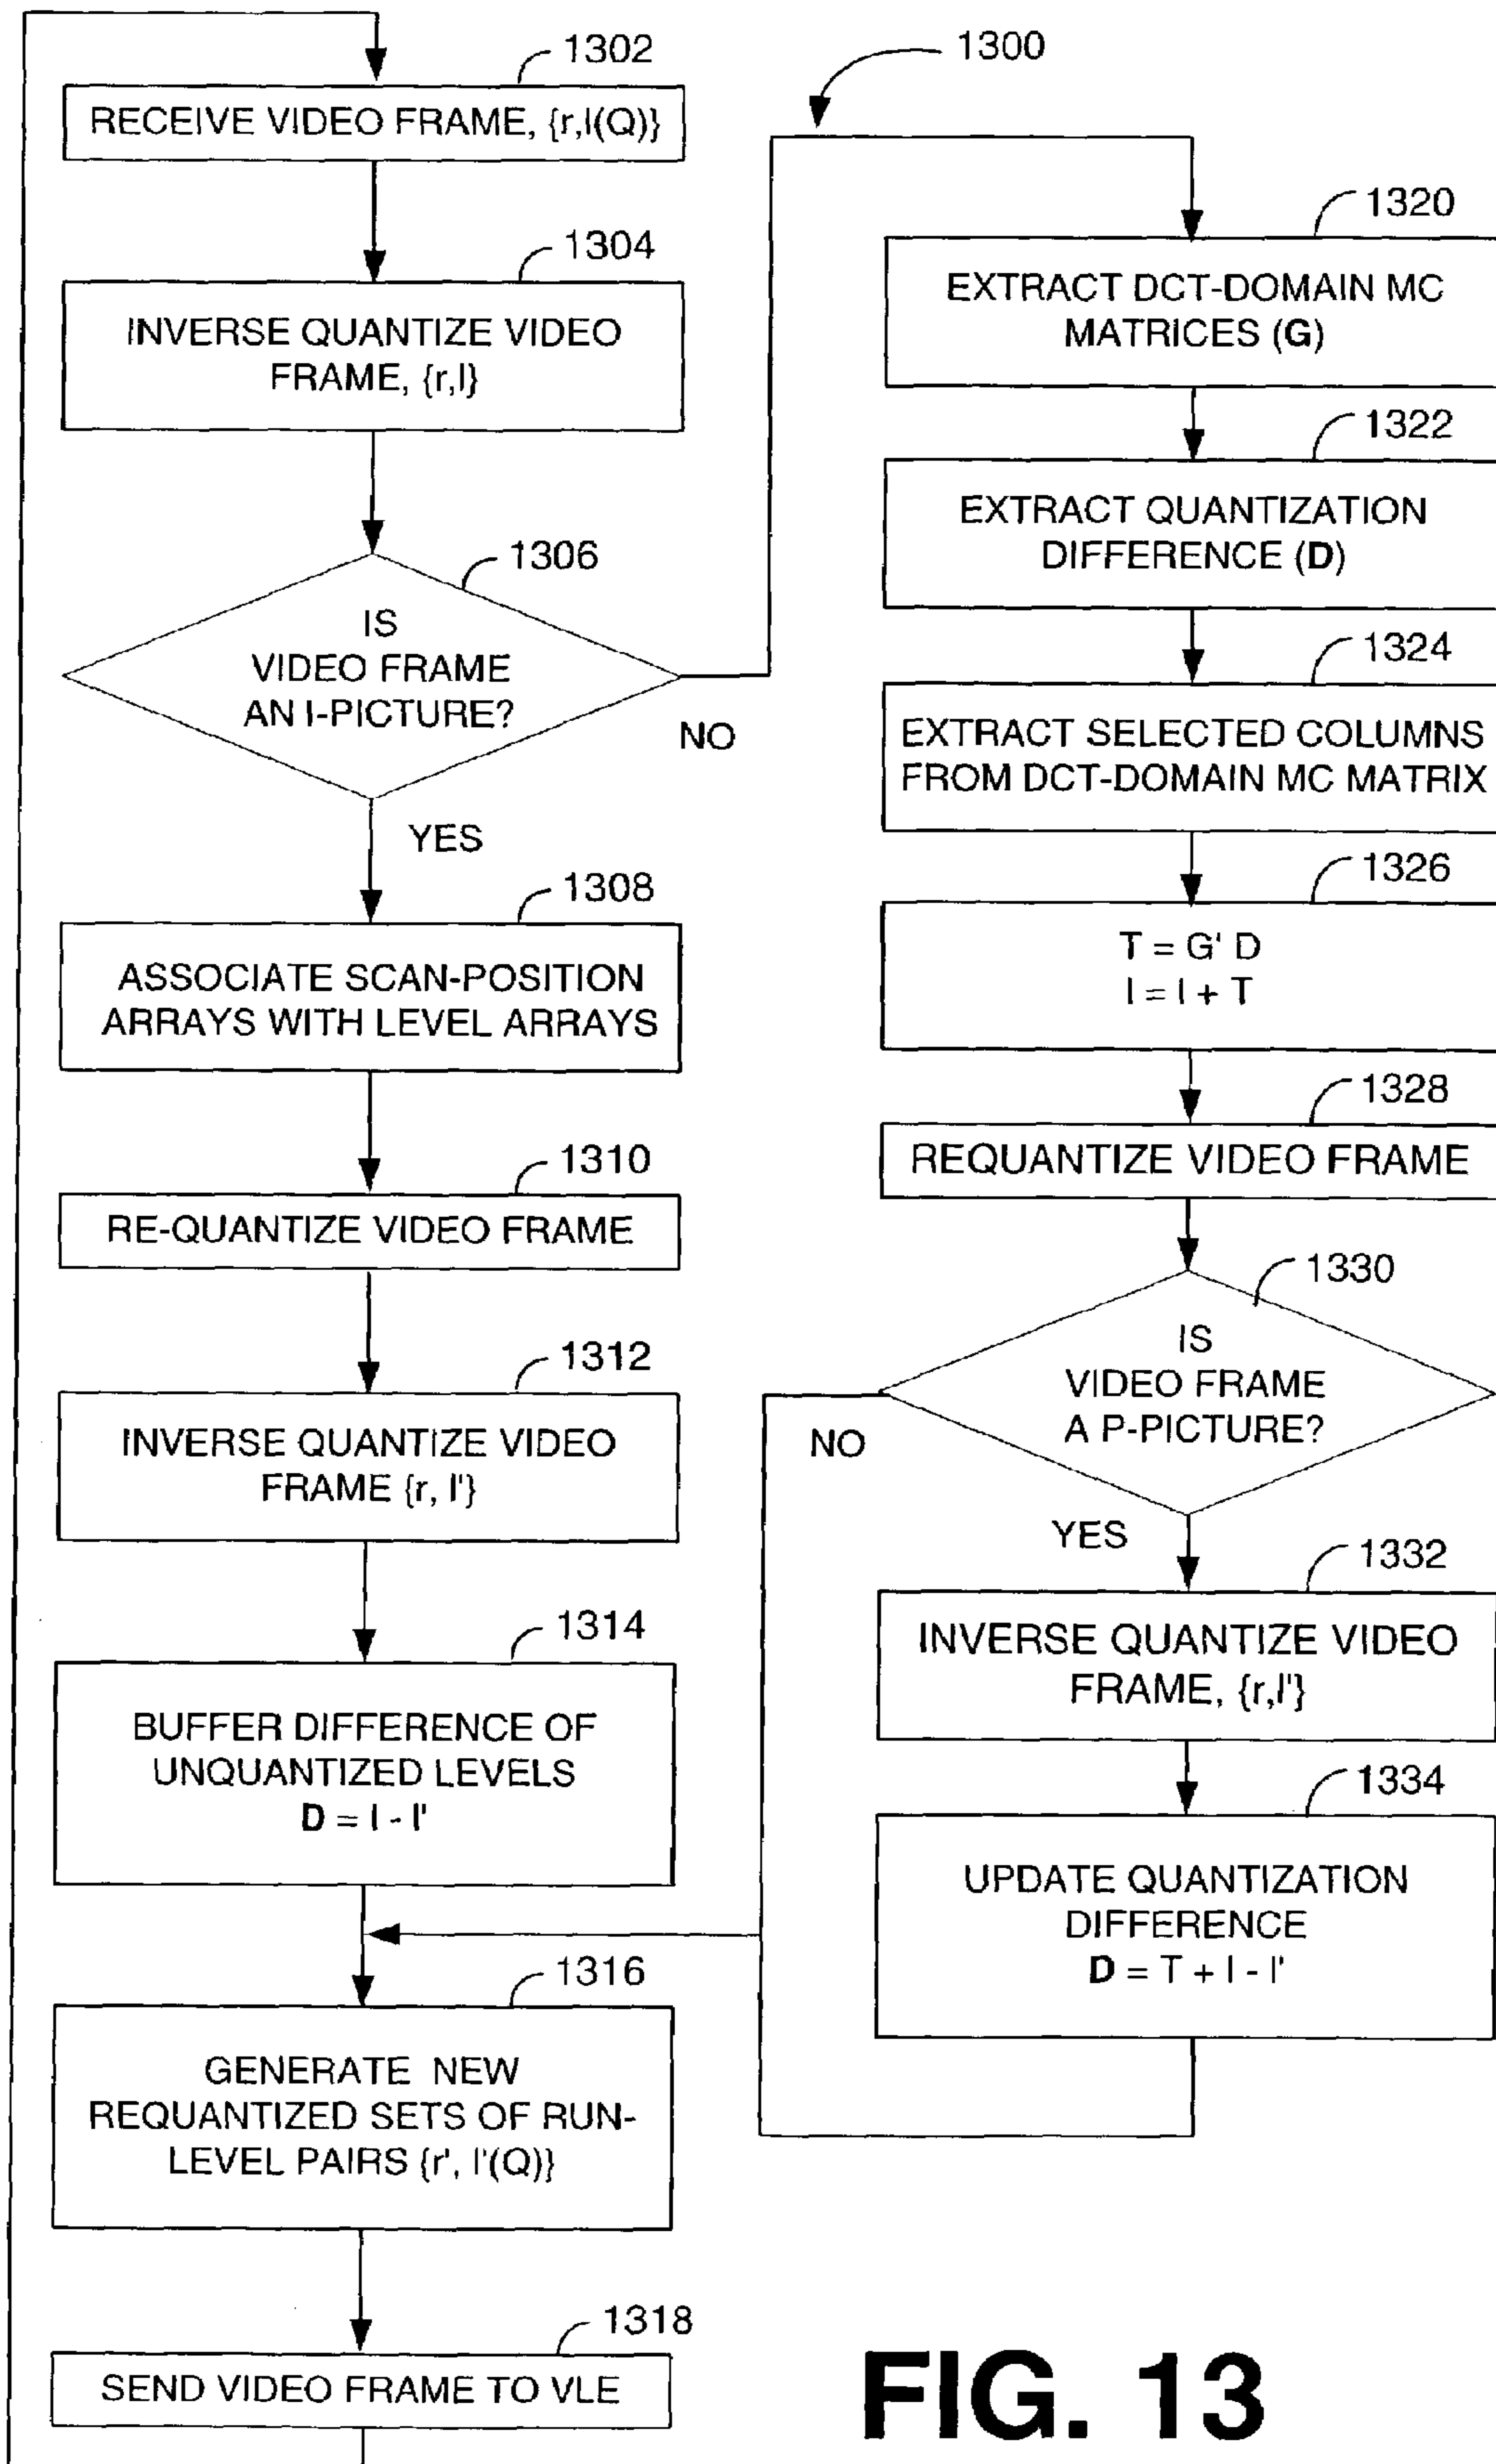 1302
RECEIVE VIDEO FRAME, {r,l(Q)}
1304
INVERSE QUANTIZE VIDEO
FRAME, {r,l}
1306
IS
VIDEO FRAME
AN I-PICTURE?
NO
YES
1308
ASSOCIATE SCAN-POSITION
ARRAYS WITH LEVEL ARRAYS
1310
RE-QUANTIZE VIDEO FRAME
1312
INVERSE QUANTIZE VIDEO
FRAME {r, l'}
1314
BUFFER DIFFERENCE OF
UNQUANTIZED LEVELS
D = l - l'
1316
GENERATE NEW
REQUANTIZED SETS OF RUN-
LEVEL PAIRS {r', l'(Q)}
1318
SEND VIDEO FRAME TO VLE
1300
1320
EXTRACT DCT-DOMAIN MC
MATRICES (G)
1322
EXTRACT QUANTIZATION
DIFFERENCE (D)
1324
EXTRACT SELECTED COLUMNS
FROM DCT-DOMAIN MC MATRIX
1326
T = G' D
l = l + T
1328
REQUANTIZE VIDEO FRAME
1330
IS
VIDEO FRAME
A P-PICTURE?
NO
YES
1332
INVERSE QUANTIZE VIDEO
FRAME, {r,l'}
1334
UPDATE QUANTIZATION
DIFFERENCE
D = T + l - l'
FIG. 13